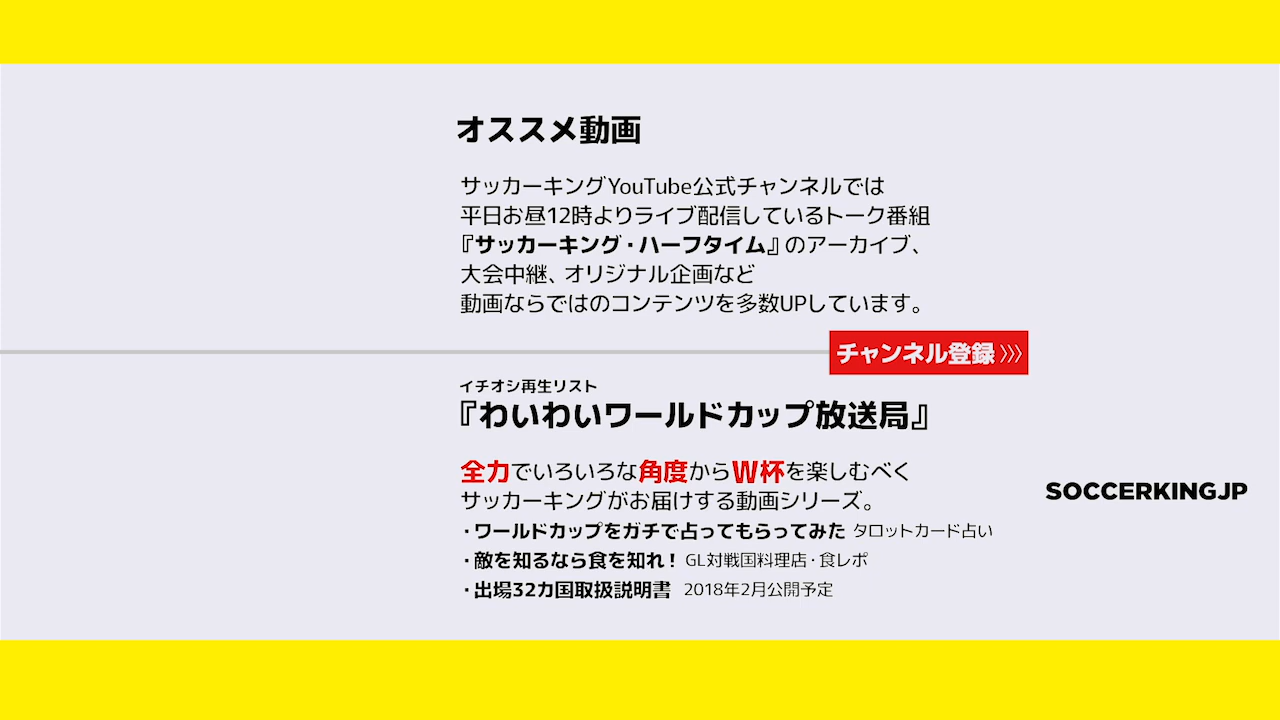 オススメ動画
サッカーキングYouTube公式チャンネルでは
平日お昼12時よりライブ配信しているトーク番組
『サッカーキング・ハーフタイム』のアーカイブ、
大会中継、オリジナル企画など
動画ならではのコンテンツを多数UPしています。
チャンネル登録 》》》
イチオシ再生リスト
『わいわいワールドカップ放送局』
全力でいろいろな角度からW杯を楽しむべく
サッカーキングがお届けする動画シリーズ。
・ワールドカップをガチで占ってもらってみた タロットカード占い
・敵を知るなら食を知れ！ GL対戦国料理店・食レポ
・出場32カ国取扱説明書 2018年2月公開予定
SOCCERKINGJP